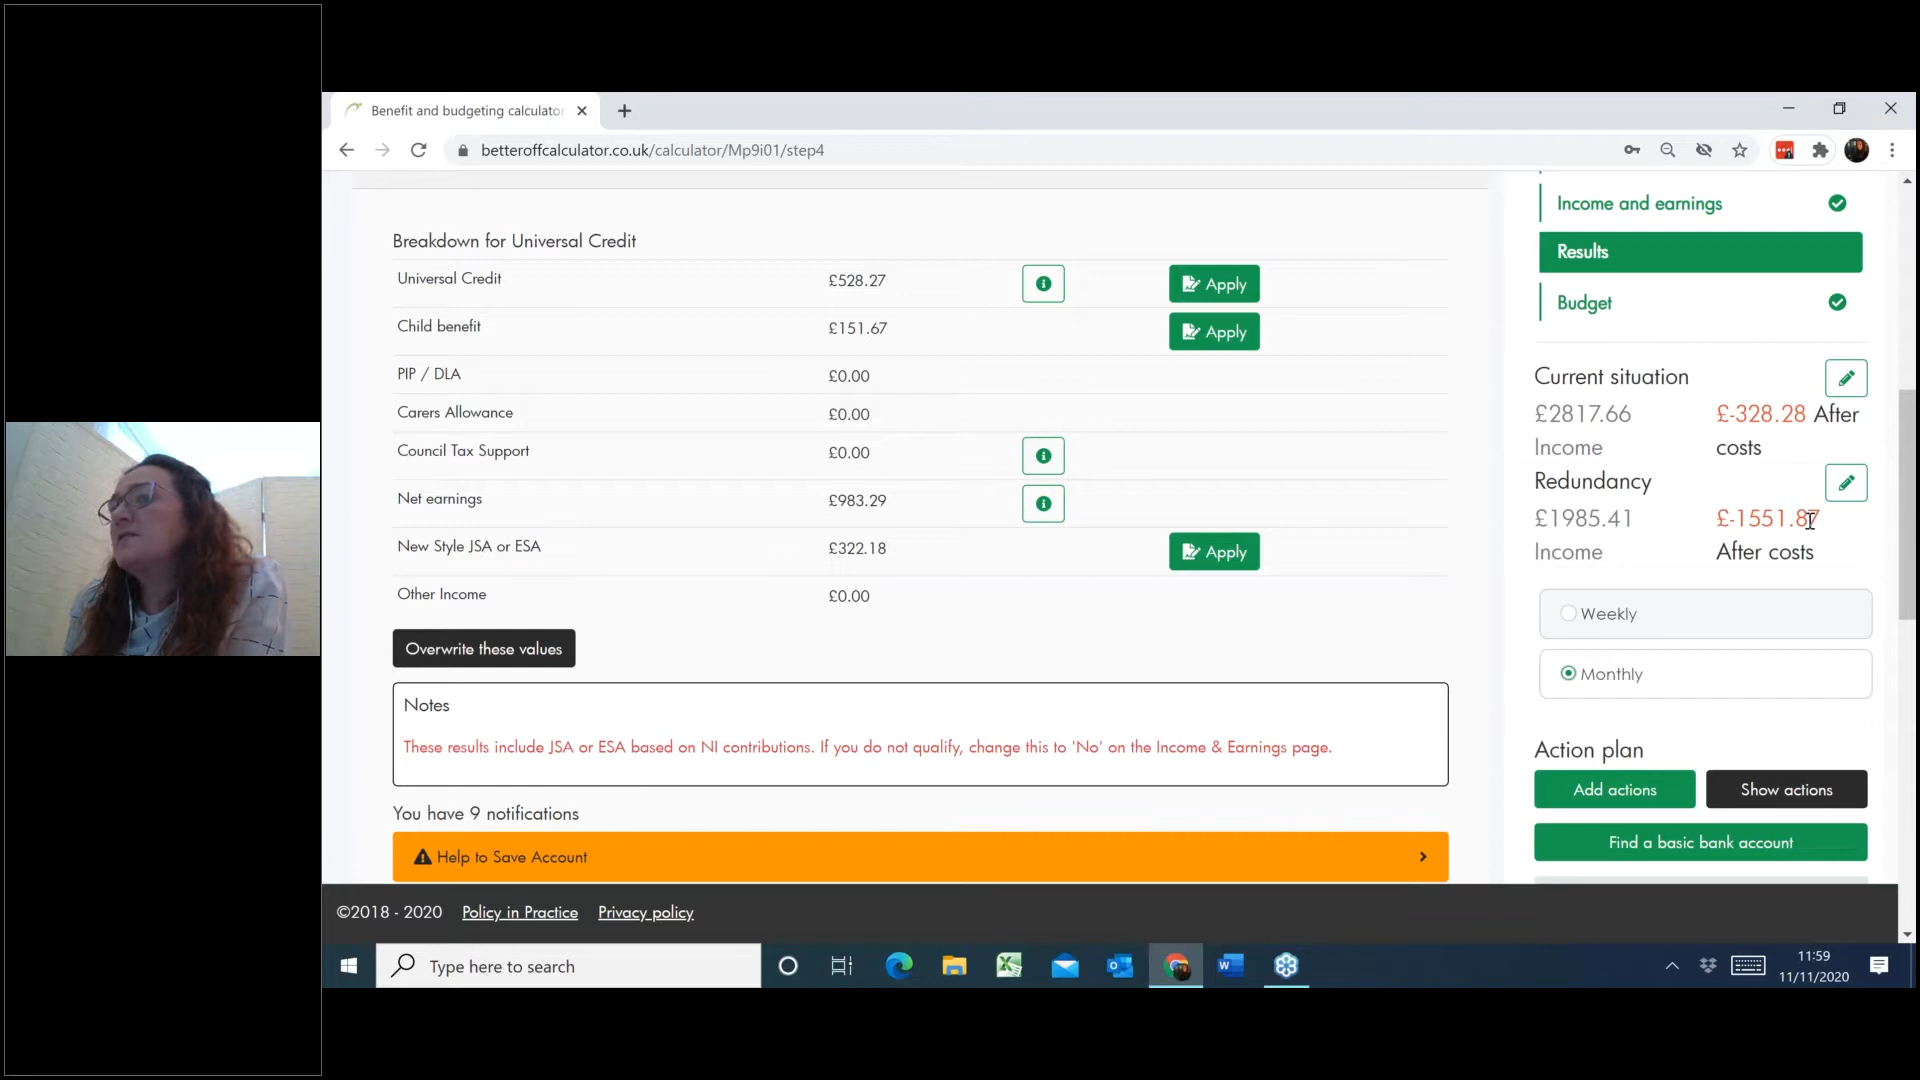 Benefit and budgeting calculator
betteroffcalculator.co.uk/calculator/Mp9i01/step4
Breakdown for Universal Credit
Universal Credit £528.27 Apply
Child benefit £151.67 Apply
PIP / DLA £0.00
Carers Allowance £0.00
Council Tax Support £0.00
Net earnings £983.29
New Style JSA or ESA £322.18 Apply
Other Income £0.00
Overwrite these values
Notes
These results include JSA or ESA based on NI contributions. If you do not qualify, change this to 'No' on the Income & Earnings page.
You have 9 notifications
Help to Save Account
Income and earnings
Results
Budget
Current situation
£2817.66 £-328.28 After
Income costs
Redundancy
£1985.41 £-1551.87
Income After costs
Weekly
Monthly
Action plan
Add actions Show actions
Find a basic bank account
©2018 - 2020 Policy in Practice Privacy policy
Type here to search
11:59
11/11/2020